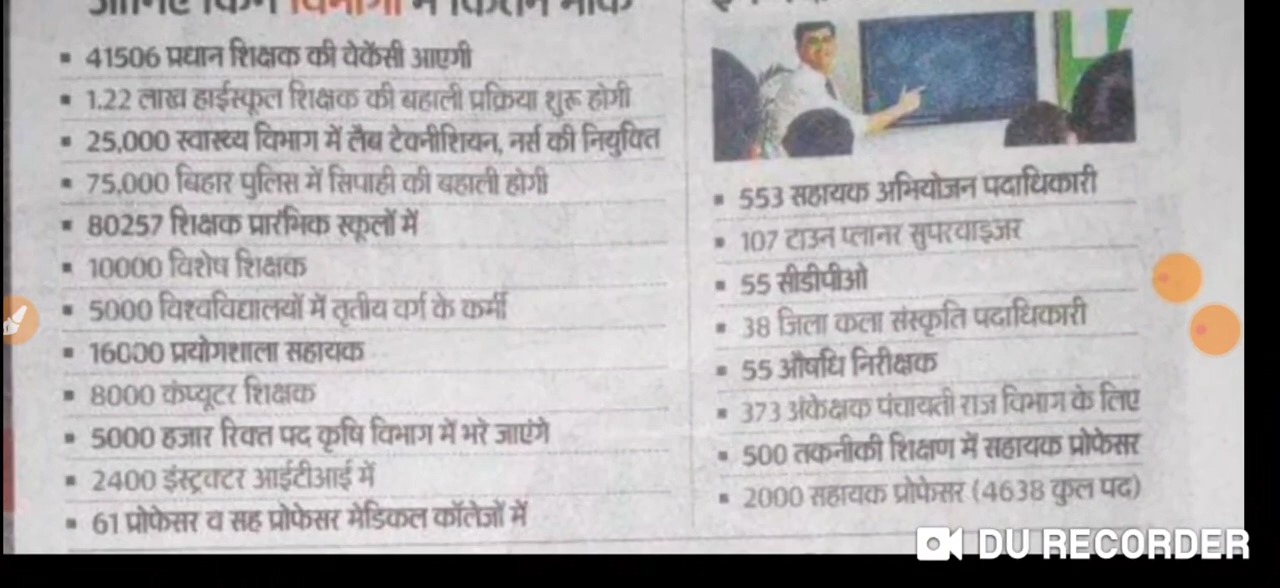 41506 प्रधान शिक्षक की वेकेंसी आएगी
1.22 लाख हाईस्कूल शिक्षक की बहाली प्रक्रिया शुरू होगी
25,000 स्वास्थ्य विभाग में लैब टेक्नीशियन, नर्स की नियुक्ति
75,000 बिहार पुलिस में सिपाही की बहाली होगी
80257 शिक्षक प्रारंभिक स्कूलों में
10000 विशेष शिक्षक
5000 विश्वविद्यालयों में तृतीय वर्ग के कर्मी
16000 प्रयोगशाला सहायक
8000 कंप्यूटर शिक्षक
5000 हजार रिक्त पद कृषि विभाग में भरे जाएंगे
2400 इंस्ट्रक्टर आईटीआई में
61 प्रोफेसर व सह प्रोफेसर मेडिकल कॉलेजों में
553 सहायक अभियोजन पदाधिकारी
107 टाउन प्लानर सुपरवाइजर
55 सीडीपीओ
38 जिला कला संस्कृति पदाधिकारी
55 औषधि निरीक्षक
373 अंकेक्षक पंचायती राज विभाग के लिए
500 तकनीकी शिक्षण में सहायक प्रोफेसर
2000 सहायक प्रोफेसर (4638 कुल पद)
DU RECORDER